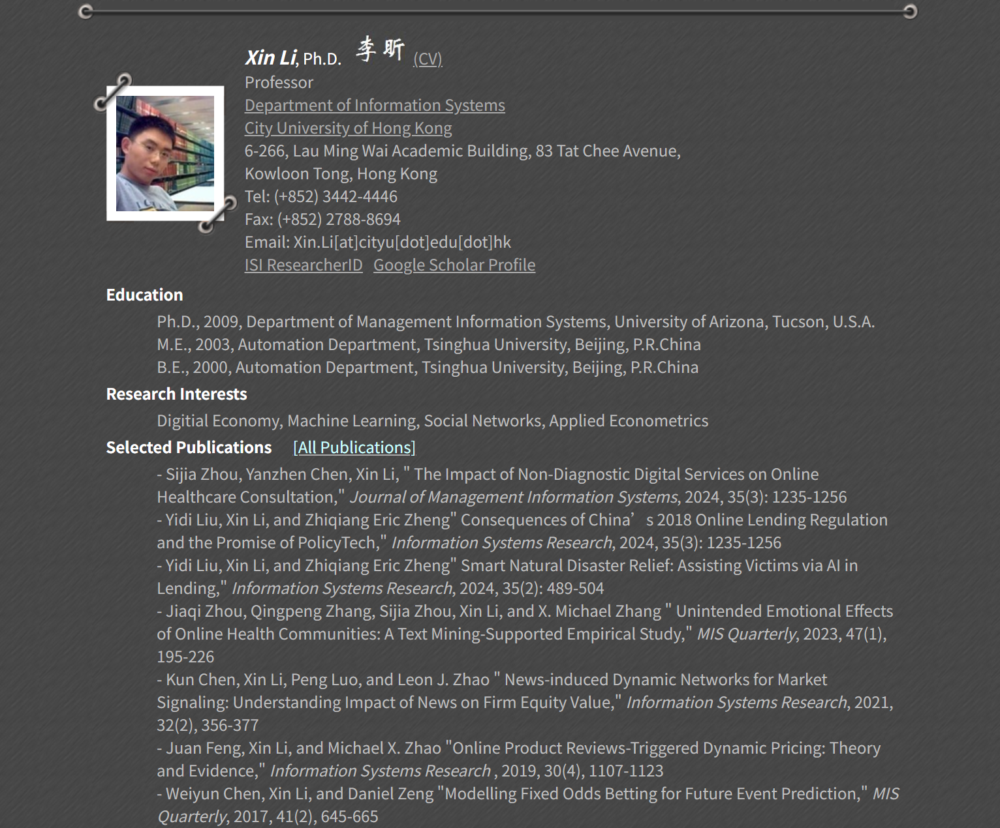 Xin Li, Ph.D. 李昕 (CV)
Professor
Department of Information Systems
City University of Hong Kong
6-266, Lau Ming Wai Academic Building, 83 Tat Chee Avenue,
Kowloon Tong, Hong Kong
Tel: (+852) 3442-4446
Fax: (+852) 2788-8694
Email: Xin.Li[at]cityu[dot]edu[dot]hk
ISI ResearcherID Google Scholar Profile
Education
Ph.D., 2009, Department of Management Information Systems, University of Arizona, Tucson, U.S.A.
M.E., 2003, Automation Department, Tsinghua University, Beijing, P.R.China
B.E., 2000, Automation Department, Tsinghua University, Beijing, P.R.China
Research Interests
Digitial Economy, Machine Learning, Social Networks, Applied Econometrics
Selected Publications [All Publications]
- Sijia Zhou, Yanzhen Chen, Xin Li, " The Impact of Non-Diagnostic Digital Services on Online
Healthcare Consultation," Journal of Management Information Systems, 2024, 35(3): 1235-1256
- Yidi Liu, Xin Li, and Zhiqiang Eric Zheng" Consequences of China’s 2018 Online Lending Regulation
and the Promise of PolicyTech," Information Systems Research, 2024, 35(3): 1235-1256
- Yidi Liu, Xin Li, and Zhiqiang Eric Zheng" Smart Natural Disaster Relief: Assisting Victims via AI in
Lending," Information Systems Research, 2024, 35(2): 489-504
- Jiaqi Zhou, Qingpeng Zhang, Sijia Zhou, Xin Li, and X. Michael Zhang " Unintended Emotional Effects
of Online Health Communities: A Text Mining-Supported Empirical Study," MIS Quarterly, 2023, 47(1),
195-226
- Kun Chen, Xin Li, Peng Luo, and Leon J. Zhao " News-induced Dynamic Networks for Market
Signaling: Understanding Impact of News on Firm Equity Value," Information Systems Research, 2021,
32(2), 356-377
- Juan Feng, Xin Li, and Michael X. Zhao "Online Product Reviews-Triggered Dynamic Pricing: Theory
and Evidence," Information Systems Research , 2019, 30(4), 1107-1123
- Weiyun Chen, Xin Li, and Daniel Zeng "Modelling Fixed Odds Betting for Future Event Prediction," MIS
Quarterly, 2017, 41(2), 645-665